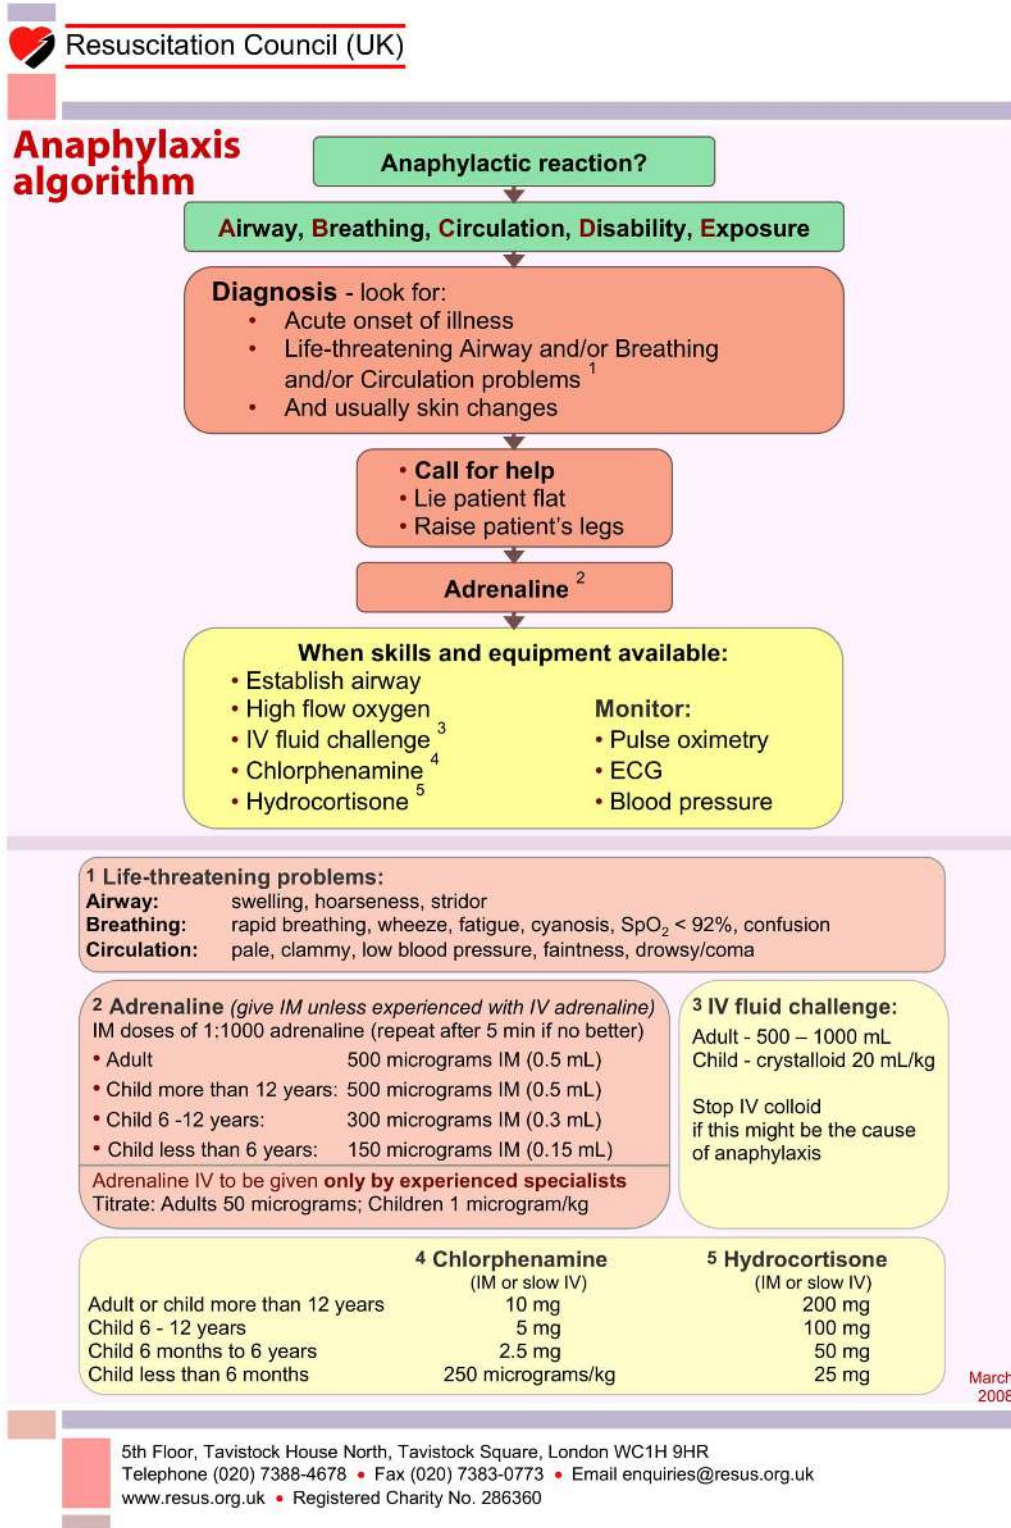 Resuscitation Council (UK)
Anaphylaxis
algorithm
Anaphylactic reaction?
Airway, Breathing, Circulation, Disability, Exposure
Diagnosis - look for:
• Acute onset of illness
• Life-threatening Airway and/or Breathing
and/or Circulation problems 1
• And usually skin changes
• Call for help
• Lie patient flat
• Raise patient's legs
Adrenaline 2
When skills and equipment available:
• Establish airway
• High flow oxygen
• IV fluid challenge 3
• Chlorphenamine 4
• Hydrocortisone 5
Monitor:
• Pulse oximetry
• ECG
• Blood pressure
1 Life-threatening problems:
Airway: swelling, hoarseness, stridor
Breathing: rapid breathing, wheeze, fatigue, cyanosis, SpO2 < 92%, confusion
Circulation: pale, clammy, low blood pressure, faintness, drowsy/coma
2 Adrenaline (give IM unless experienced with IV adrenaline)
IM doses of 1:1000 adrenaline (repeat after 5 min if no better)
• Adult 500 micrograms IM (0.5 mL)
• Child more than 12 years: 500 micrograms IM (0.5 mL)
• Child 6 -12 years: 300 micrograms IM (0.3 mL)
• Child less than 6 years: 150 micrograms IM (0.15 mL)
Adrenaline IV to be given only by experienced specialists
Titrate: Adults 50 micrograms; Children 1 microgram/kg
3 IV fluid challenge:
Adult - 500 – 1000 mL
Child - crystalloid 20 mL/kg
Stop IV colloid
if this might be the cause
of anaphylaxis
4 Chlorphenamine 5 Hydrocortisone
(IM or slow IV) (IM or slow IV)
Adult or child more than 12 years 10 mg 200 mg
Child 6 - 12 years 5 mg 100 mg
Child 6 months to 6 years 2.5 mg 50 mg
Child less than 6 months 250 micrograms/kg 25 mg
March
2008
5th Floor, Tavistock House North, Tavistock Square, London WC1H 9HR
Telephone (020) 7388-4678 • Fax (020) 7383-0773 • Email enquiries@resus.org.uk
www.resus.org.uk • Registered Charity No. 286360